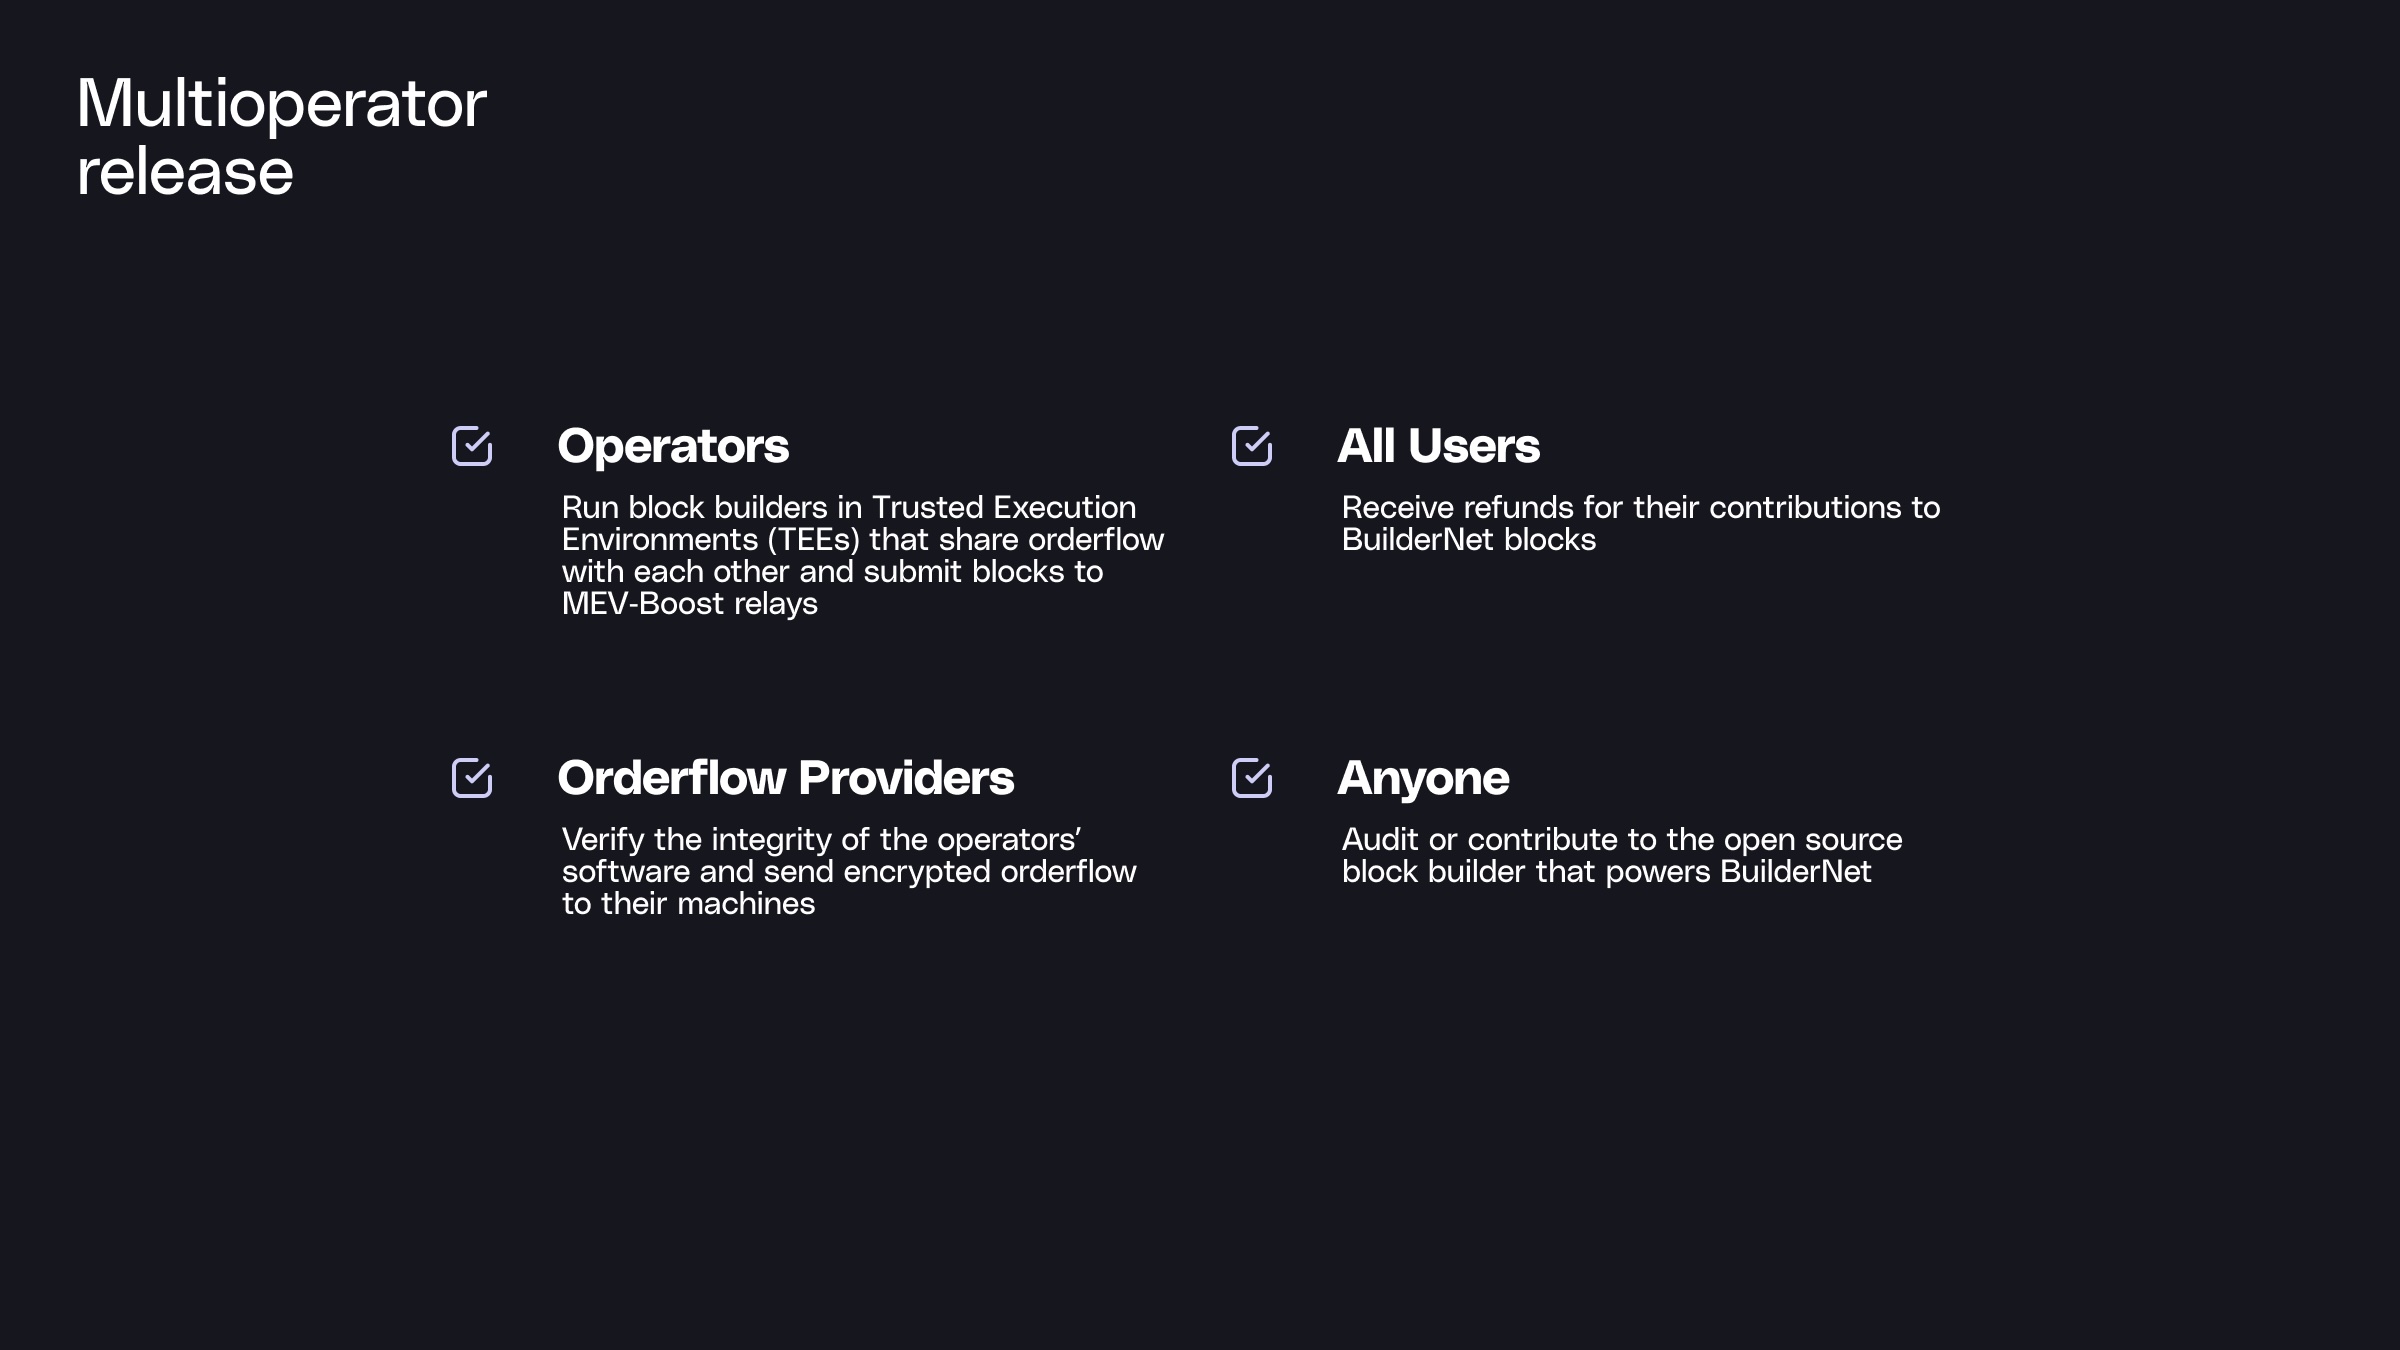 Multioperator
release
Operators
Run block builders in Trusted Execution
Environments (TEEs) that share orderflow
with each other and submit blocks to
MEV-Boost relays
All Users
Receive refunds for their contributions to
BuilderNet blocks
Orderflow Providers
Verify the integrity of the operators’
software and send encrypted orderflow
to their machines
Anyone
Audit or contribute to the open source
block builder that powers BuilderNet